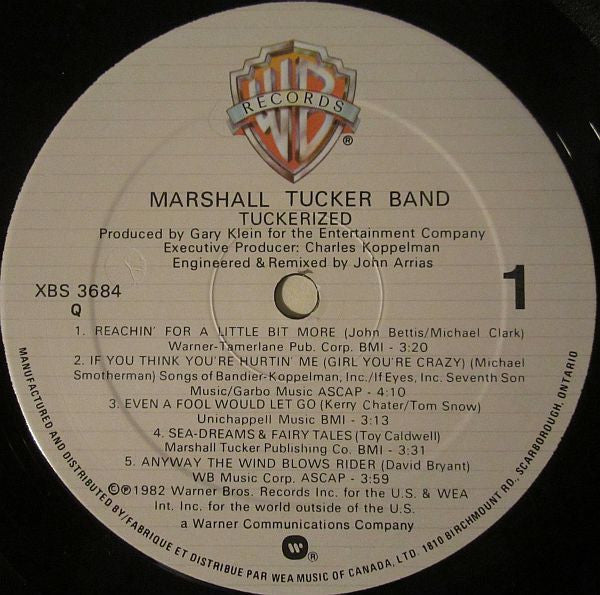 WB
RECORDS
®
MARSHALL TUCKER BAND
TUCKERIZED
Produced by Gary Klein for the Entertainment Company
Executive Producer: Charles Koppelman
Engineered & Remixed by John Arrias
XBS 3684
Q
1
1. REACHIN' FOR A LITTLE BIT MORE (John Bettis/Michael Clark)
Warner-Tamerlane Pub. Corp. BMI - 3:20
2. IF YOU THINK YOU'RE HURTIN' ME (GIRL YOU'RE CRAZY) (Michael
Smotherman) Songs of Bandier-Koppelman, Inc./If Eyes, Inc. Seventh Son
Music/Garbo Music ASCAP - 4:10
3. EVEN A FOOL WOULD LET GO (Kerry Chater/Tom Snow)
Unichappell Music BMI - 3:13
4. SEA-DREAMS & FAIRY TALES (Toy Caldwell)
Marshall Tucker Publishing Co. BMI - 3:31
5. ANYWAY THE WIND BLOWS RIDER (David Bryant)
WB Music Corp. ASCAP - 3:59
©℗1982 Warner Bros. Records Inc. for the U.S. & WEA
Int. Inc. for the world outside of the U.S.
a Warner Communications Company
®
MANUFACTURED AND DISTRIBUTED BY/FABRIQUE ET DISTRIBUE PAR WEA MUSIC OF CANADA, LTD. 1810 BIRCHMOUNT RD. SCARBOROUGH, ONTARIO